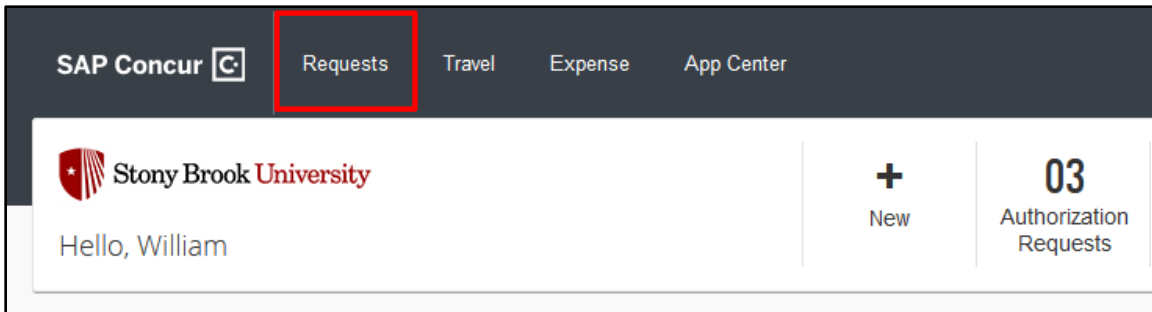 SAP Concur C
Requests
Travel
Expense
App Center
Stony Brook University
Hello, William
+
New
03
Authorization
Requests